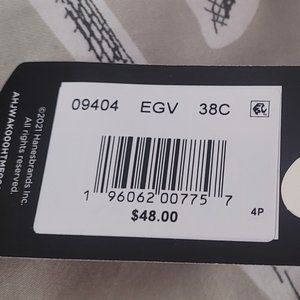 09404 EGV 38C
1 96062 00775 7
$48.00
4P
©2021 Hanesbrands Inc.
All rights reserved.